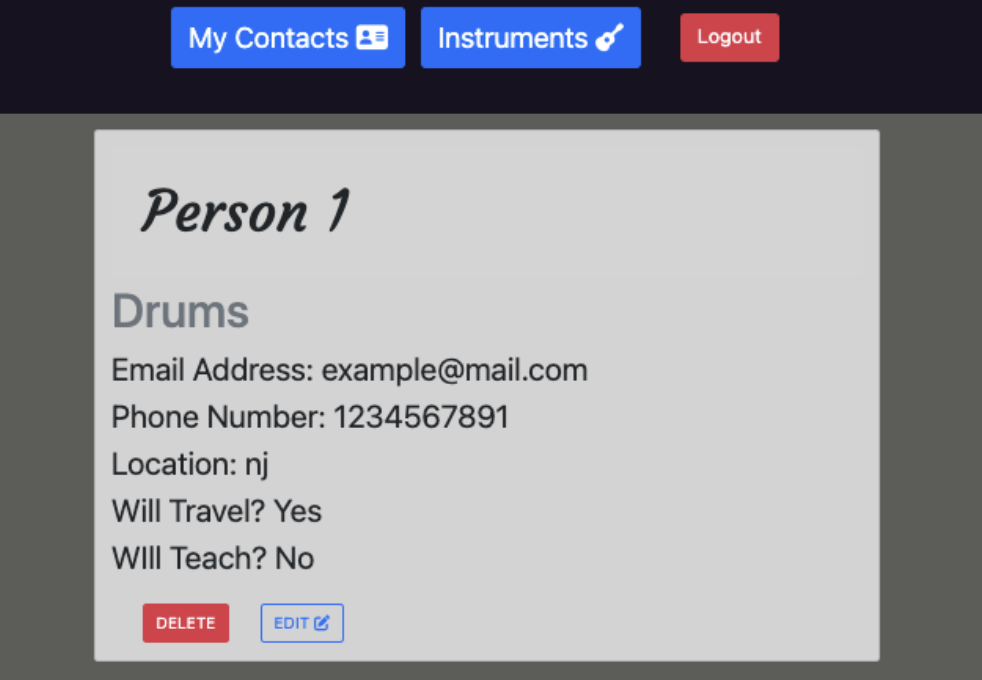 My Contacts Instruments Logout
Person 1
Drums
Email Address: example@mail.com
Phone Number: 1234567891
Location: nj
Will Travel? Yes
WIll Teach? No
DELETE EDIT